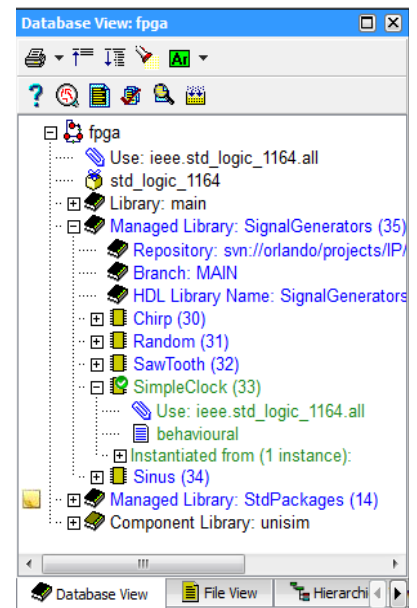 Database View: fpga
Ar
?
fpga
Use: ieee.std_logic_1164.all
std_logic_1164
Library: main
Managed Library: SignalGenerators (35)
Repository: svn://orlando/projects/IP/
Branch: MAIN
HDL Library Name: SignalGenerators
Chirp (30)
Random (31)
SawTooth (32)
SimpleClock (33)
Use: ieee.std_logic_1164.all
behavioural
Instantiated from (1 instance):
Sinus (34)
Managed Library: StdPackages (14)
Component Library: unisim
Database View File View Hierarchi